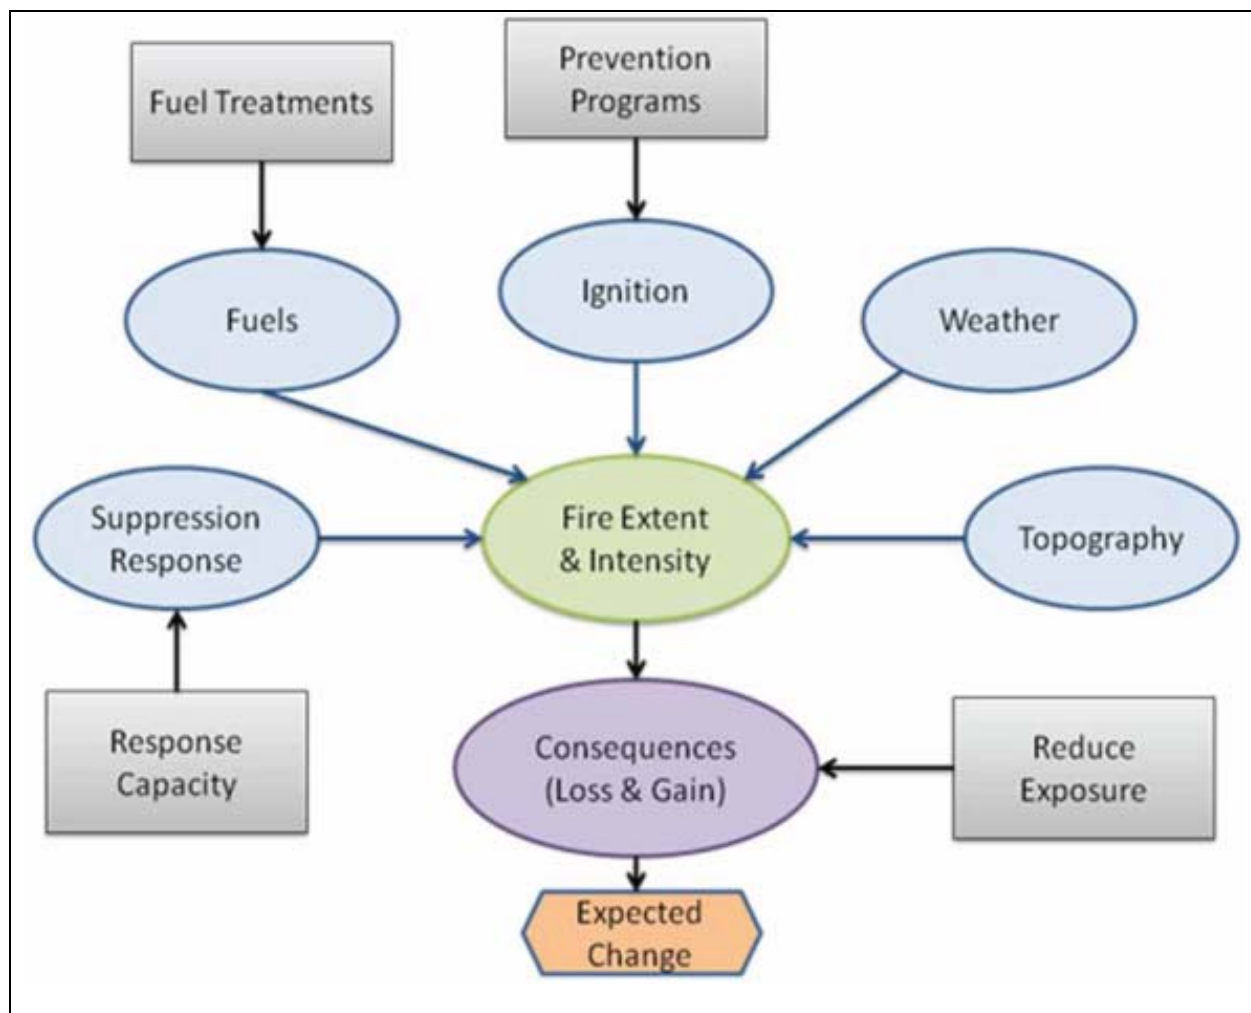 Fuel Treatments
Prevention
Programs
Fuels
Ignition
Weather
Suppression
Response
Fire Extent
& Intensity
Topography
Response
Capacity
Consequences
(Loss & Gain)
Reduce
Exposure
Expected
Change